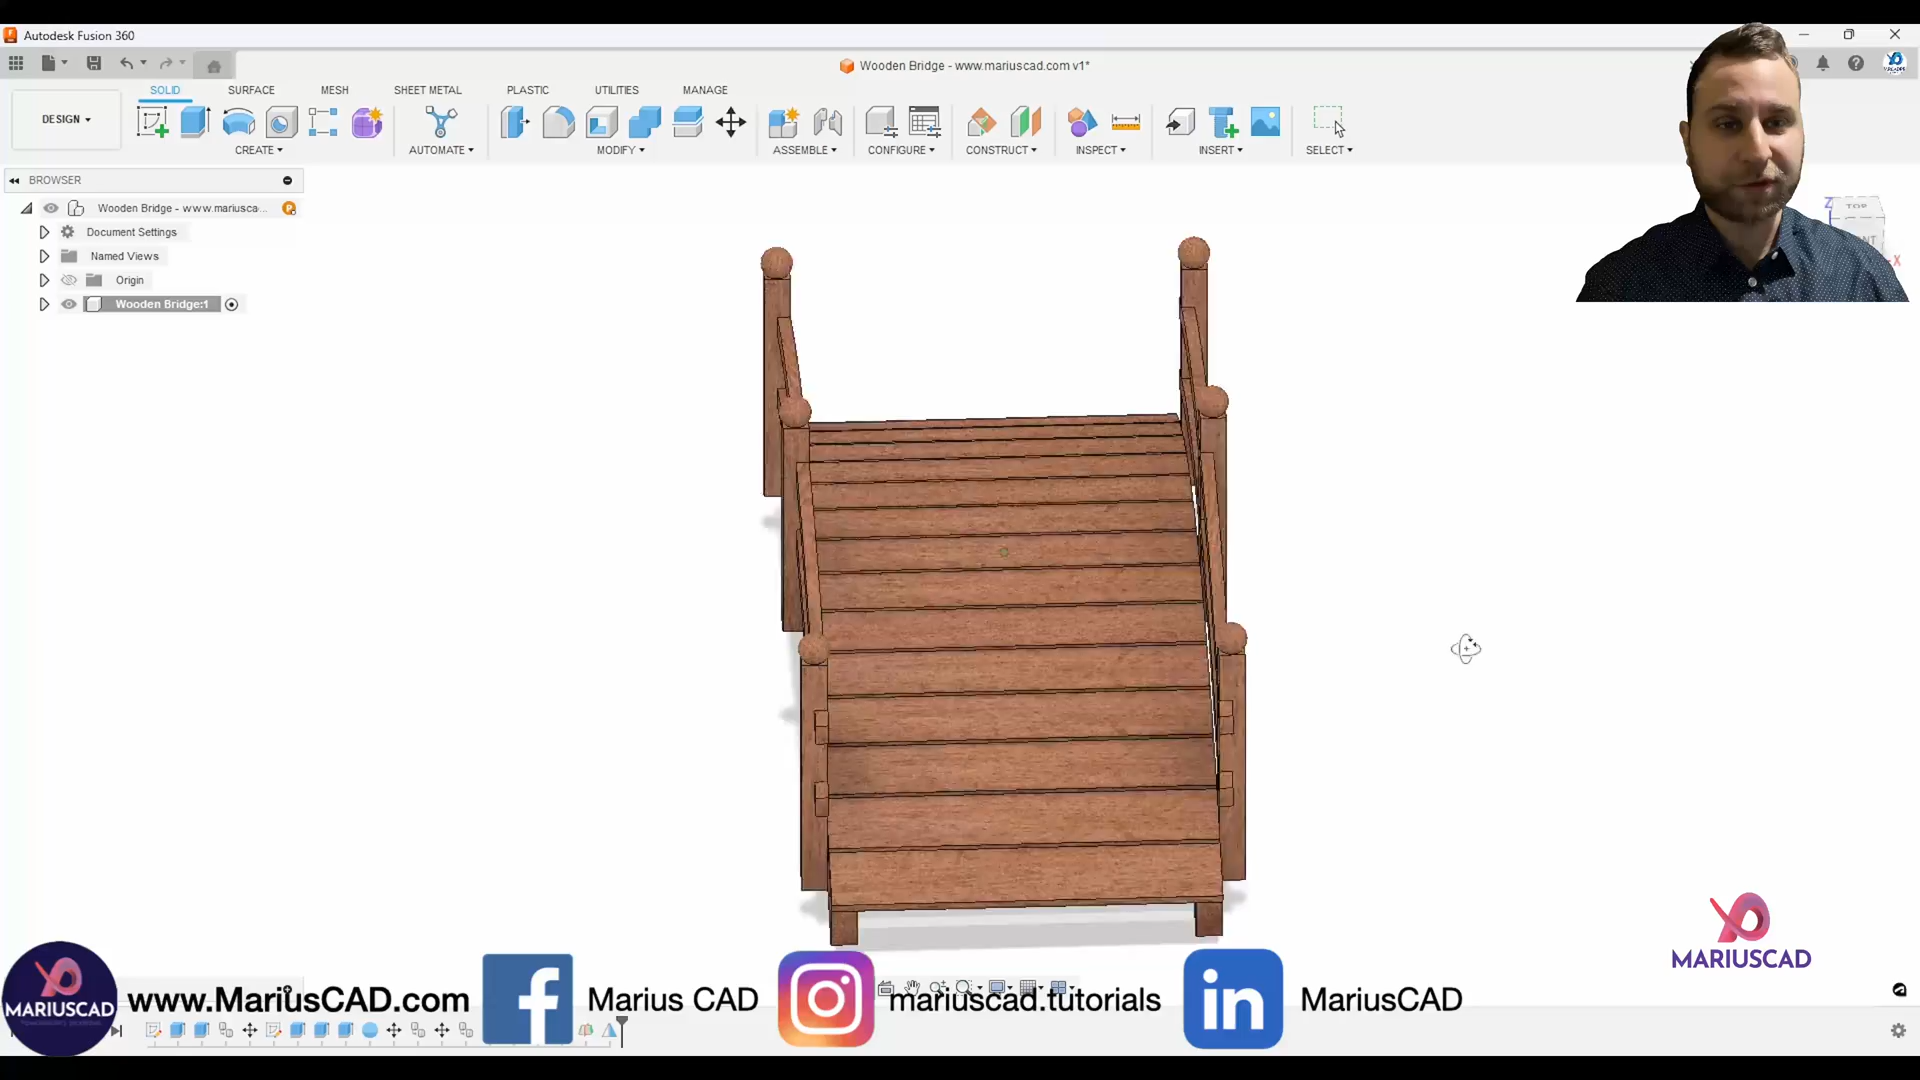 Autodesk Fusion 360
Wooden Bridge - www.mariuscad.com v1*
SOLID SURFACE MESH SHEET METAL PLASTIC UTILITIES MANAGE
DESIGN
CREATE AUTOMATE MODIFY ASSEMBLE CONFIGURE CONSTRUCT INSPECT INSERT SELECT
BROWSER
Wooden Bridge - www.mariusca...
Document Settings
Named Views
Origin
Wooden Bridge:1
TOP
Z
X
MARIUSCAD
MARIUSCAD
www.MariusCAD.com
f
Marius CAD
mariuscad.tutorials
in
MariusCAD